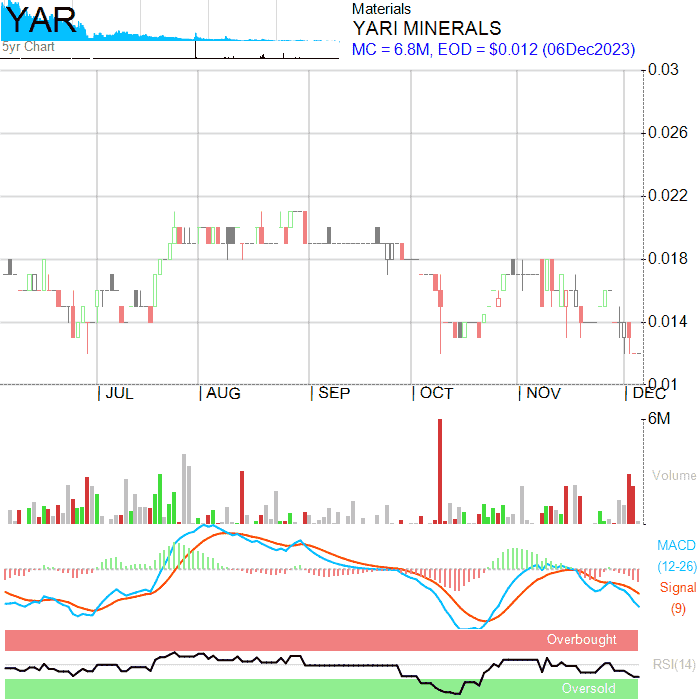 YAR
5yr Chart
Materials
YARI MINERALS
MC = 6.8M, EOD = $0.012 (06Dec2023)
0.03
0.026
0.022
0.018
0.014
0.01
JUL
AUG
SEP
OCT
NOV
DEC
6M
Volume
MACD
(12-26)
Signal
(9)
Overbought
RSI(14)
Oversold